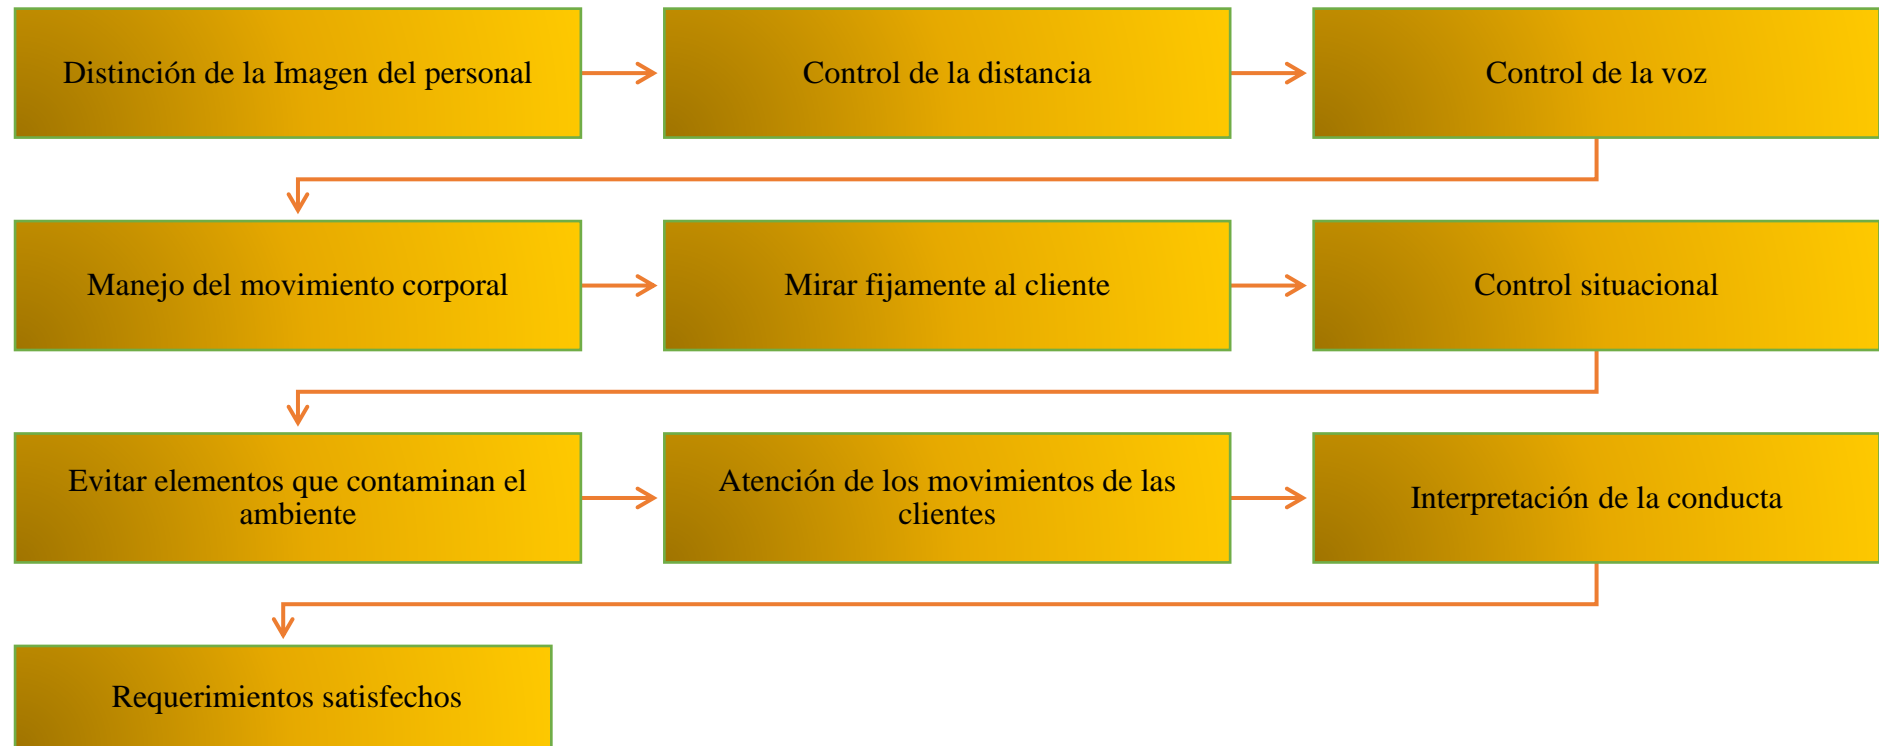 Distinción de la Imagen del personal
Control de la distancia
Control de la voz
Manejo del movimiento corporal
Mirar fijamente al cliente
Control situacional
Evitar elementos que contaminan el
ambiente
Atención de los movimientos de las
clientes
Interpretación de la conducta
Requerimientos satisfechos